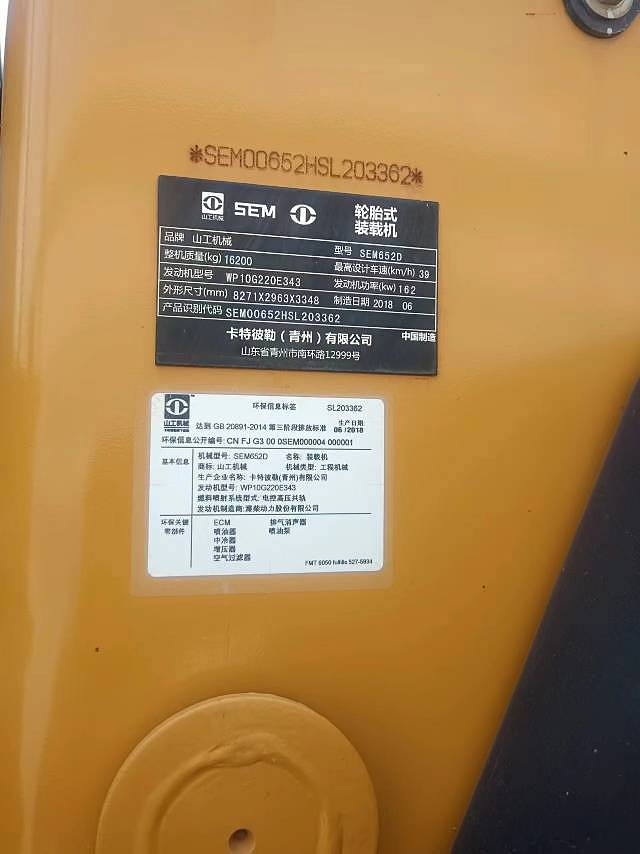 *SEM00652HSL203362*
山工机械 SEM 轮胎式
装载机
品牌 山工机械 型号 SEM652D
整机质量(kg) 16200 最高设计车速(km/h) 39
发动机型号 WP10G220E343 发动机功率(kw) 162
外形尺寸(mm) 8271X2963X3348 制造日期 2018 06
产品识别代码 SEM00652HSL203362
卡特彼勒（青州）有限公司 中国制造
山东省青州市南环路12999号
山工机械 环保信息标签 SL203362
达到 GB 20891-2014 第三阶段排放标准 生产日期:
06 /2018
环保信息公开编号: CN FJ G3 00 0SEM000004 000001
基本信息 机械型号: SEM652D 名称: 装载机
商标: 山工机械 机械类型: 工程机械
生产企业名称: 卡特彼勒(青州)有限公司
发动机型号: WP10G220E343
燃料喷射系统型式: 电控高压共轨
发动机制造商: 潍柴动力股份有限公司
环保关键
零部件 ECM 排气消声器
喷油器 喷油泵
中冷器
增压器
空气过滤器
FMT 6050 fulfills 527-5934